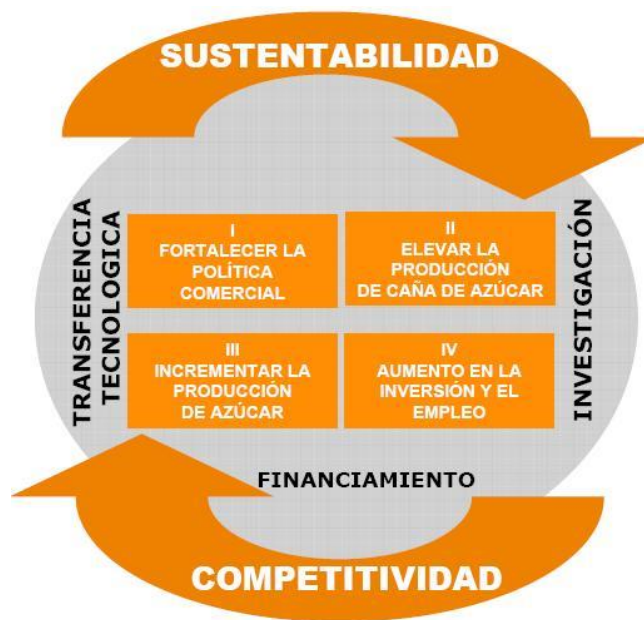 SUSTENTABILIDAD
TRANSFERENCIA
TECNOLOGICA
I
FORTALECER LA
POLÍTICA
COMERCIAL
II
ELEVAR LA
PRODUCCIÓN
DE CAÑA DE AZÚCAR
III
INCREMENTAR LA
PRODUCCIÓN
DE AZÚCAR
IV
AUMENTO EN LA
INVERSIÓN Y EL
EMPLEO
INVESTIGACIÓN
FINANCIAMIENTO
COMPETITIVIDAD